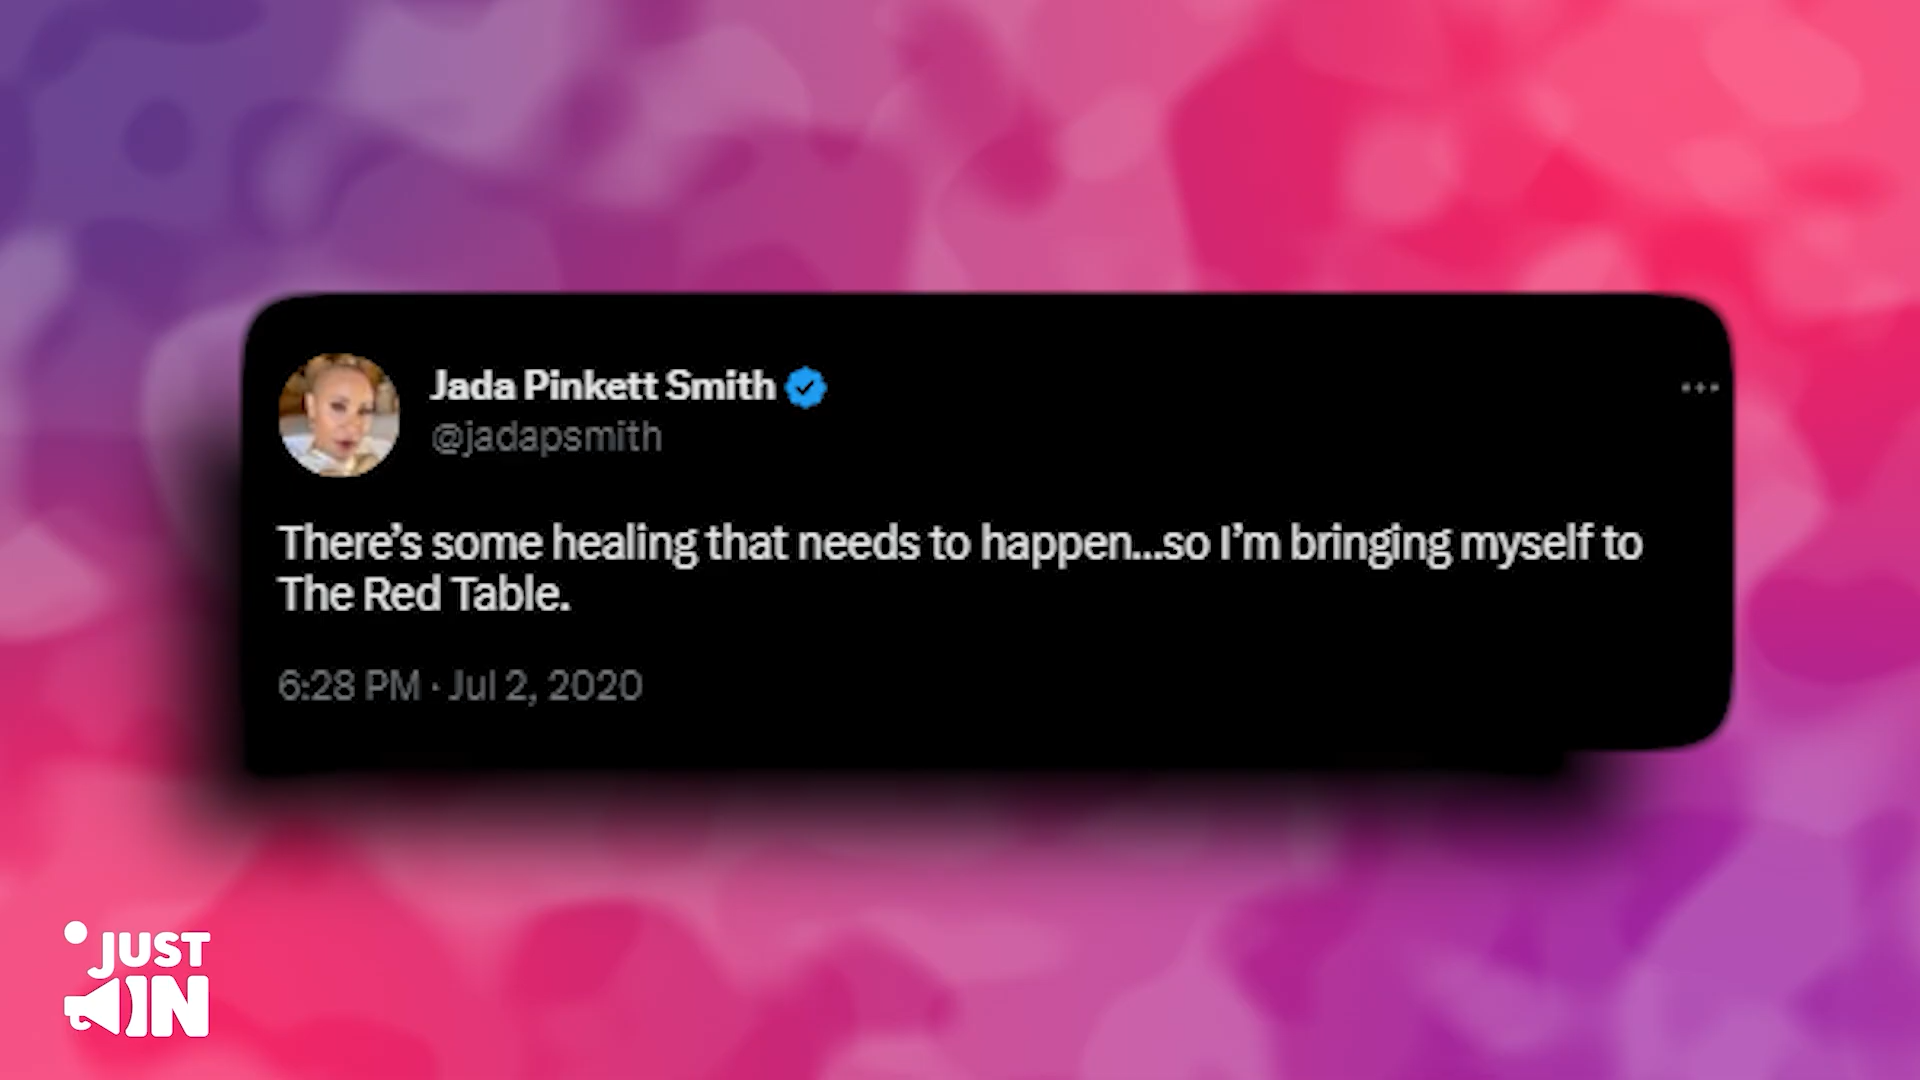 Jada Pinkett Smith
@jadapsmith
There’s some healing that needs to happen...so I’m bringing myself to
The Red Table.
6:28 PM · Jul 2, 2020
JUST
IN